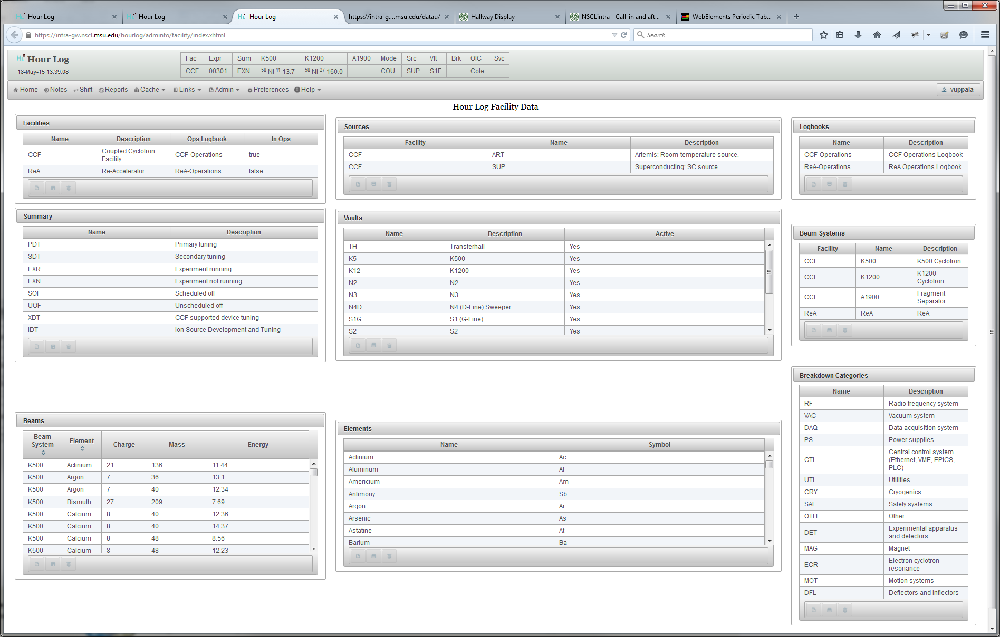 Hour Log
Hour Log
Hour Log
https://intra-g....msu.edu/datau/
Hallway Display
NSCLintra - Call-in and aft...
WebElements Periodic Tab...
https://intra-gw.nscl.msu.edu/hourlog/adminfo/facility/index.xhtml
Search
HL2 Hour Log
18-May-15 13:39:08
Fac Expr Sum K500 K1200 A1900 Mode Src Vlt Brk OIC Svc
CCF 00301 EXN 58 Ni 11 13.7 58 Ni 27 160.0 COU SUP S1F Cole
Home Notes Shift Reports Cache Links Admin Preferences Help vuppala
Hour Log Facility Data
Facilities
Name Description Ops Logbook In Ops
CCF Coupled Cyclotron Facility CCF-Operations true
ReA Re-Accelerator ReA-Operations false
Sources
Facility Name Description
CCF ART Artemis: Room-temperature source.
CCF SUP Superconducting: SC source.
Logbooks
Name Description
CCF-Operations CCF Operations Logbook
ReA-Operations ReA Operations Logbook
Summary
Name Description
PDT Primary tuning
SDT Secondary tuning
EXR Experiment running
EXN Experiment not running
SOF Scheduled off
UOF Unscheduled off
XDT CCF supported device tuning
IDT Ion Source Development and Tuning
Vaults
Name Description Active
TH Transferhall Yes
K5 K500 Yes
K12 K1200 Yes
N2 N2 Yes
N3 N3 Yes
N4D N4 (D-Line) Sweeper Yes
S1G S1 (G-Line) Yes
S2 S2 Yes
Beam Systems
Facility Name Description
CCF K500 K500 Cyclotron
CCF K1200 K1200 Cyclotron
CCF A1900 Fragment Separator
ReA ReA ReA
Beams
Beam System Element Charge Mass Energy
K500 Actinium 21 136 11.44
K500 Argon 7 36 13.1
K500 Argon 7 40 12.34
K500 Bismuth 27 209 7.69
K500 Calcium 8 40 12.36
K500 Calcium 8 40 14.37
K500 Calcium 8 48 8.56
K500 Calcium 8 48 12.23
Elements
Name Symbol
Actinium Ac
Aluminum Al
Americium Am
Antimony Sb
Argon Ar
Arsenic As
Astatine At
Barium Ba
Breakdown Categories
Name Description
RF Radio frequency system
VAC Vacuum system
DAQ Data acquisition system
PS Power supplies
CTL Central control system (Ethernet, VME, EPICS, PLC)
UTL Utilities
CRY Cryogenics
SAF Safety systems
OTH Other
DET Experimental apparatus and detectors
MAG Magnet
ECR Electron cyclotron resonance
MOT Motion systems
DFL Deflectors and inflectors